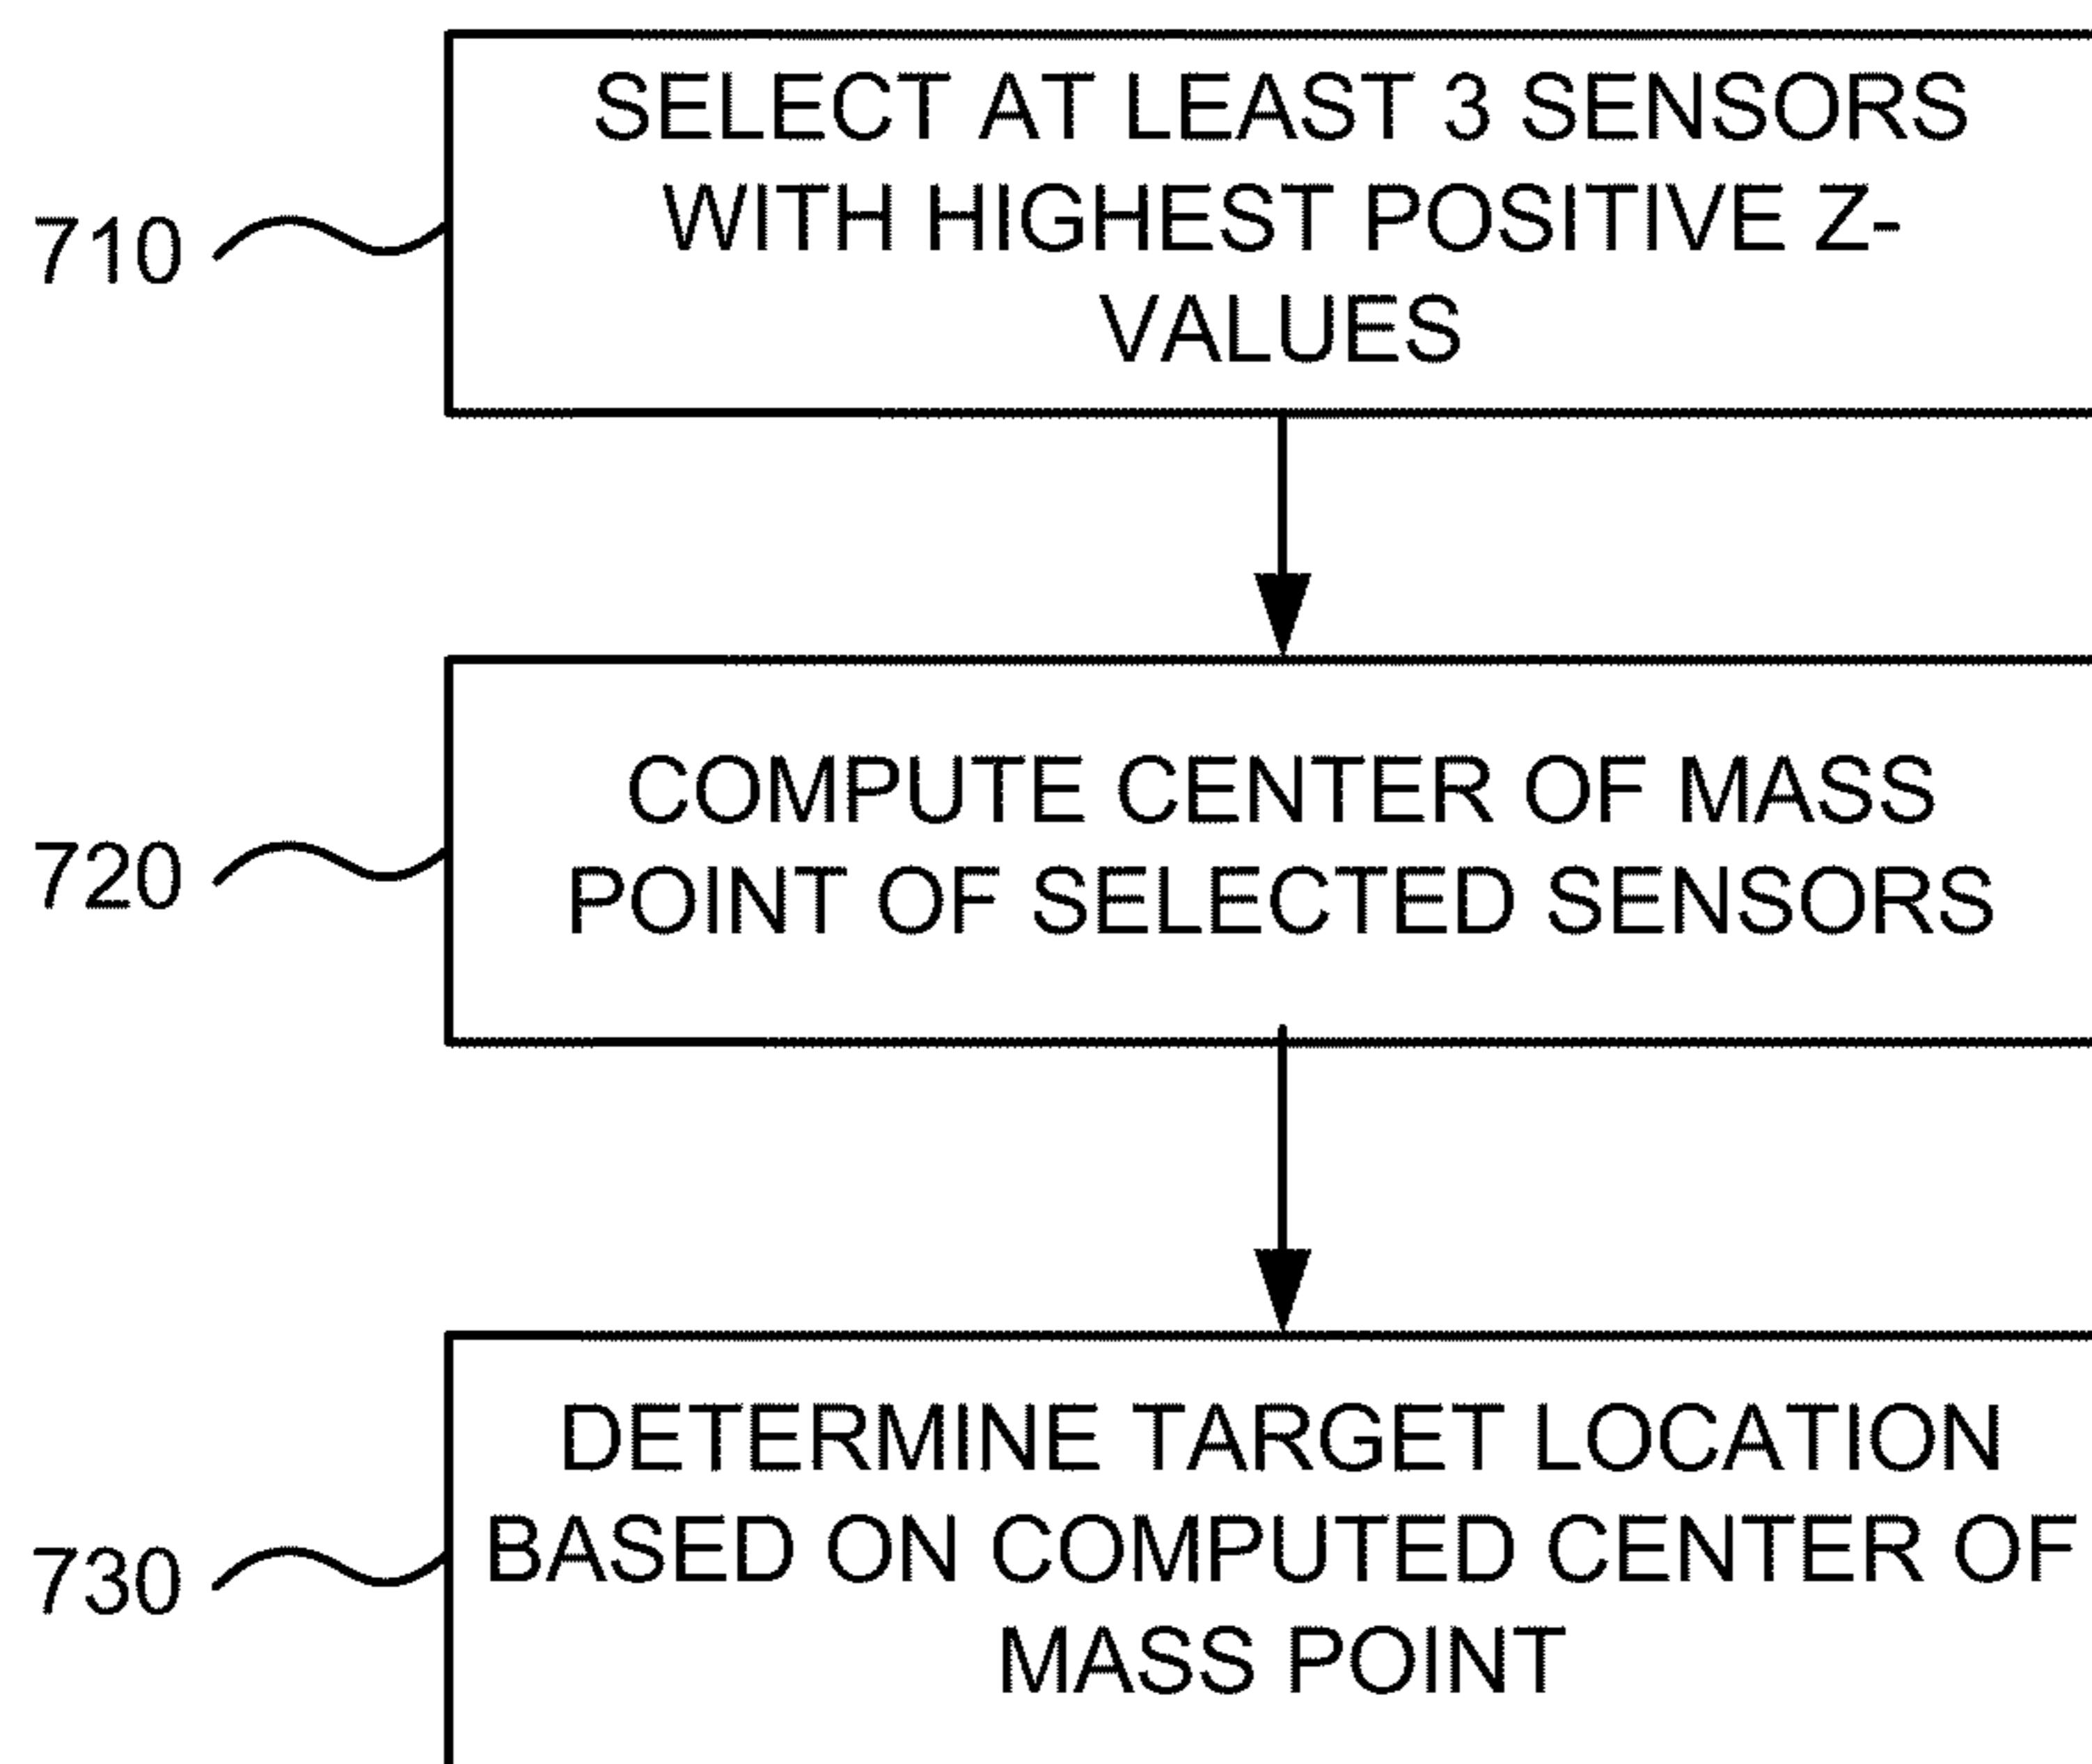 SELECT AT LEAST 3 SENSORS
WITH HIGHEST POSITIVE Z-
VALUES
710
COMPUTE CENTER OF MASS
POINT OF SELECTED SENSORS
720
DETERMINE TARGET LOCATION
BASED ON COMPUTED CENTER OF
MASS POINT
730